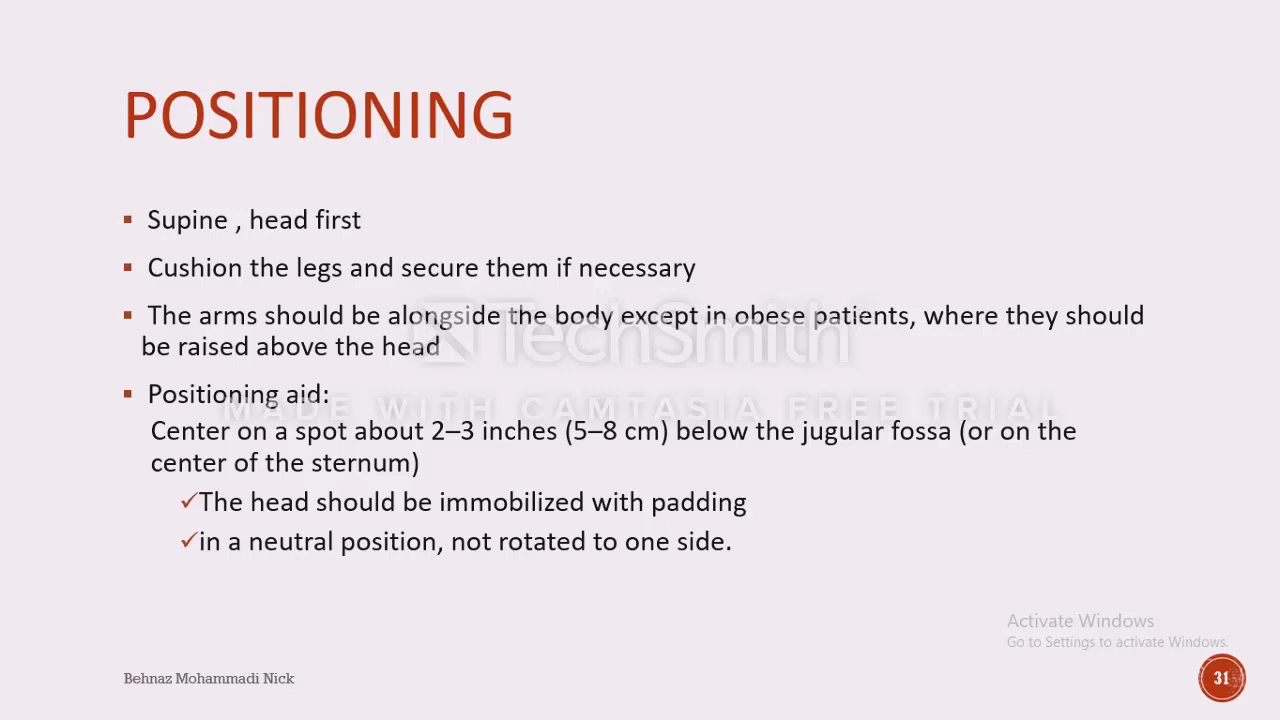 POSITIONING
Supine , head first
Cushion the legs and secure them if necessary
The arms should be alongside the body except in obese patients, where they should
be raised above the head
Positioning aid:
Center on a spot about 2–3 inches (5–8 cm) below the jugular fossa (or on the
center of the sternum)
✓The head should be immobilized with padding
✓in a neutral position, not rotated to one side.
TechSmith
MADE WITH CAMTASIA FREE TRIAL
Activate Windows
Go to Settings to activate Windows.
Behnaz Mohammadi Nick
31